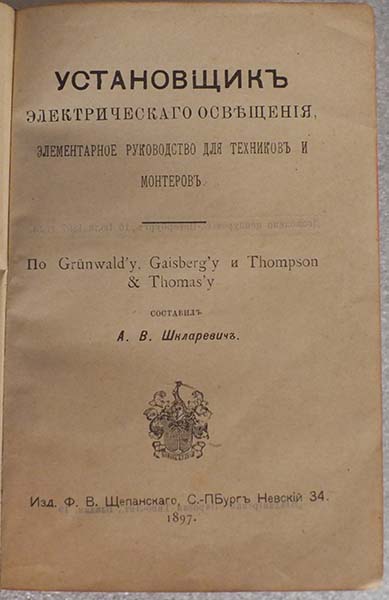 УСТАНОВЩИКЪ
ЭЛЕКТРИЧЕСКАГО ОСВѢЩЕНІЯ,
ЭЛЕМЕНТАРНОЕ РУКОВОДСТВО ДЛЯ ТЕХНИКОВЪ И
МОНТЕРОВЪ
По Grünwald'y, Gaisberg'y и Thompson
& Thomas'y
СОСТАВИЛЪ
А. В. Шкларевичъ.
Изд. Ф. В. Щепанскаго, С.-ПБургъ Невскій 34.
1897.